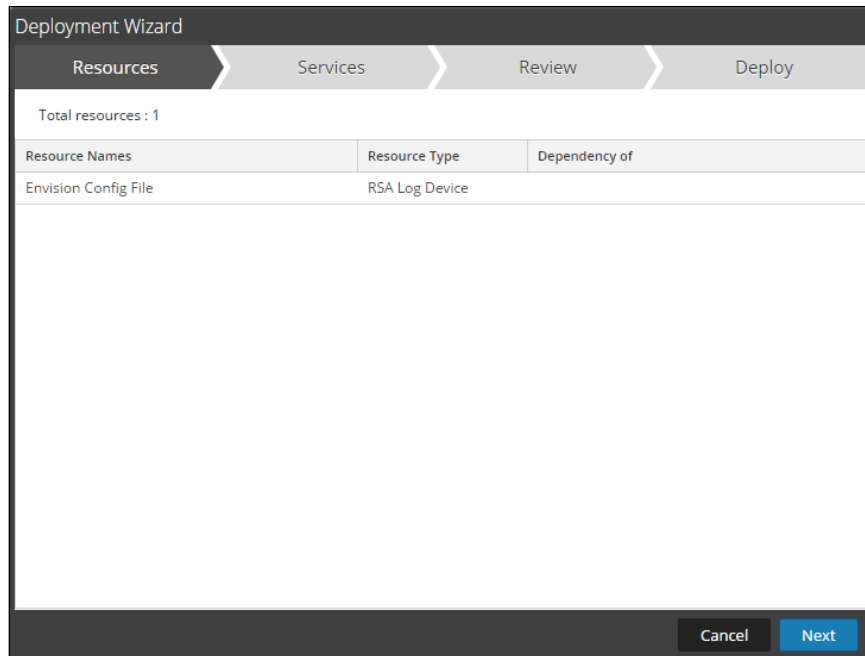 Deployment Wizard
Resources Services Review Deploy
Total resources : 1
Resource Names Resource Type Dependency of
Envision Config File RSA Log Device
Cancel Next